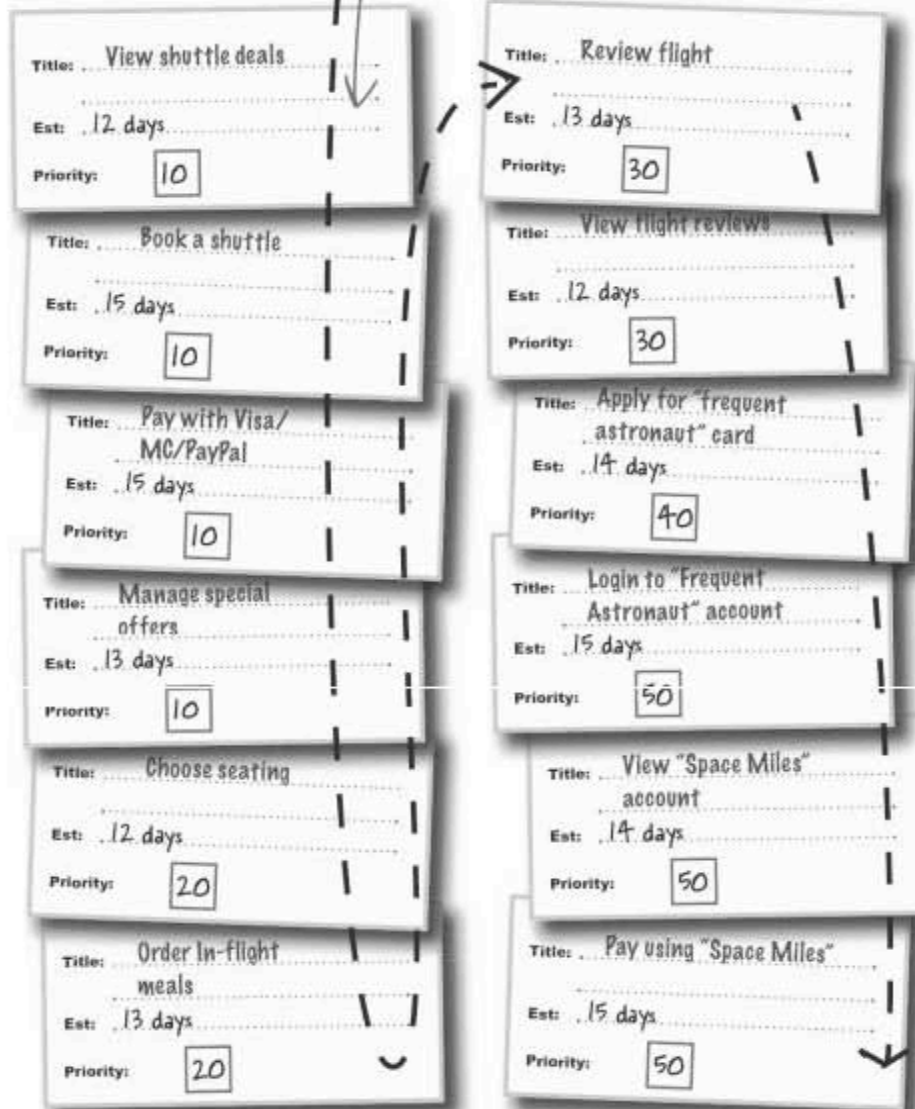 Title: View shuttle deals
Est: 12 days
Priority: 10
Title: Book a shuttle
Est: 15 days
Priority: 10
Title: Pay with Visa/
MC/PayPal
Est: 15 days
Priority: 10
Title: Manage special
offers
Est: 13 days
Priority: 10
Title: Choose seating
Est: 12 days
Priority: 20
Title: Order In-flight
meals
Est: 13 days
Priority: 20
Title: Review flight
Est: 13 days
Priority: 30
Title: View flight reviews
Est: 12 days
Priority: 30
Title: Apply for "frequent
astronaut" card
Est: 14 days
Priority: 40
Title: Login to "Frequent
Astronaut" account
Est: 15 days
Priority: 50
Title: View "Space Miles"
account
Est: 14 days
Priority: 50
Title: Pay using "Space Miles"
Est: 15 days
Priority: 50